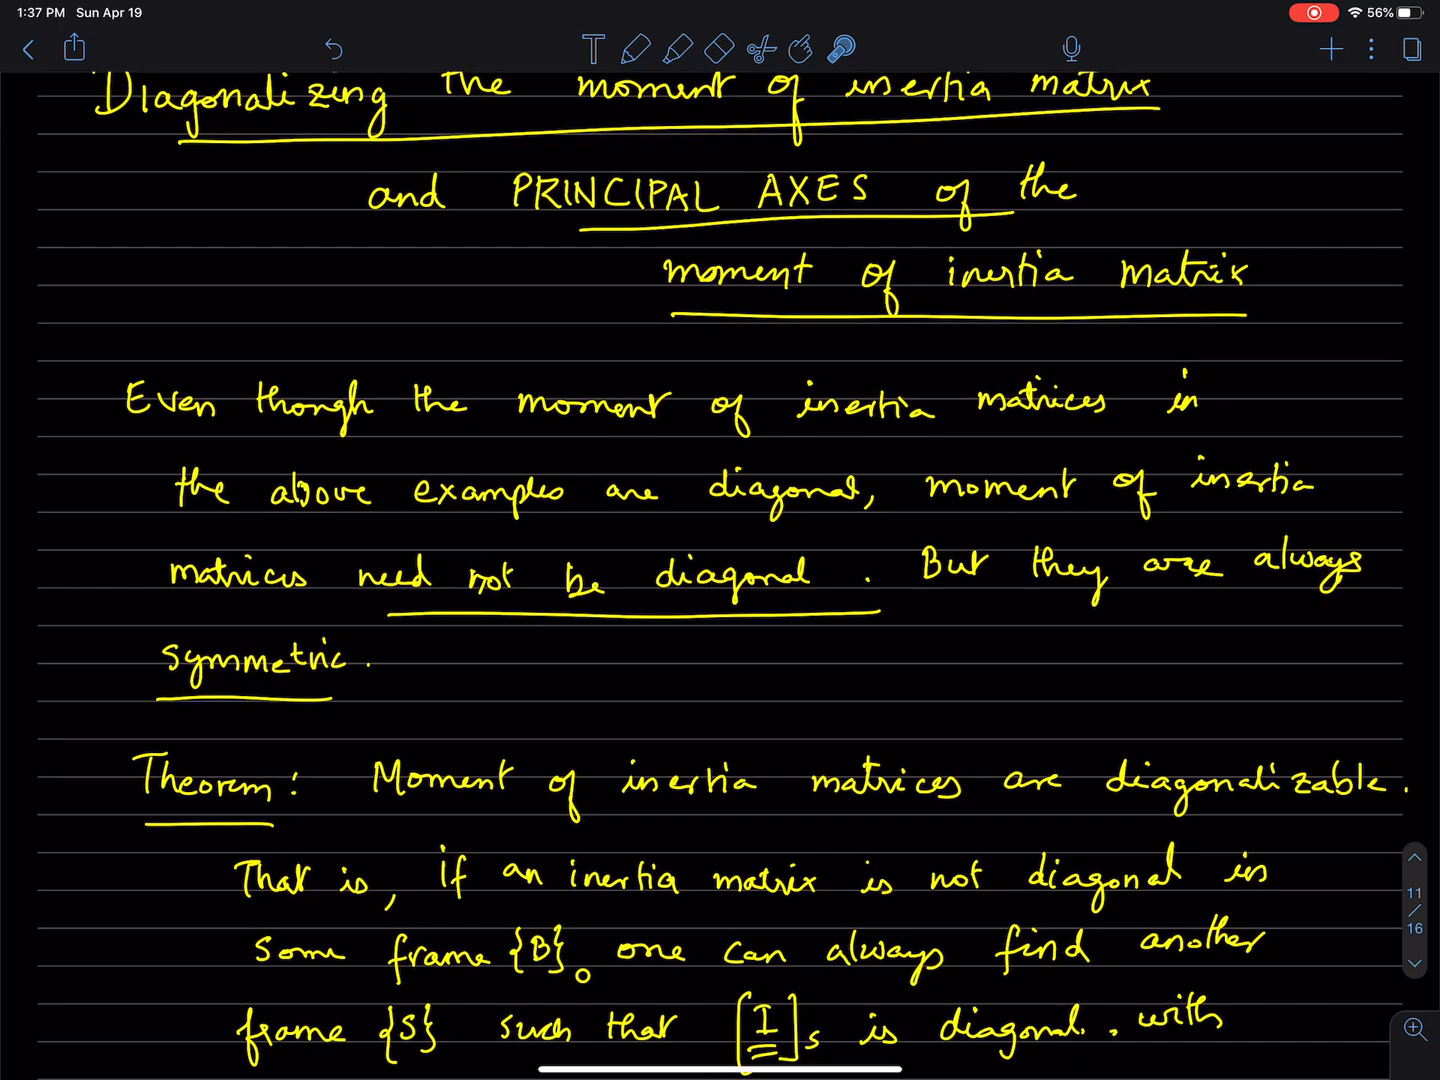 1:37 PM Sun Apr 19
56%
Diagonalizing the moment of inertia matrix
and PRINCIPAL AXES of the
moment of inertia matrix
Even though the moment of inertia matrices in
the above examples are diagonal, moment of inertia
matrices need not be diagonal. But they are always
symmetric.
Theorem: Moment of inertia matrices are diagonalizable.
That is, if an inertia matrix is not diagonal in
some frame {B}, one can always find another
frame {S} such that [I]s is diagonal. with
11
/
16